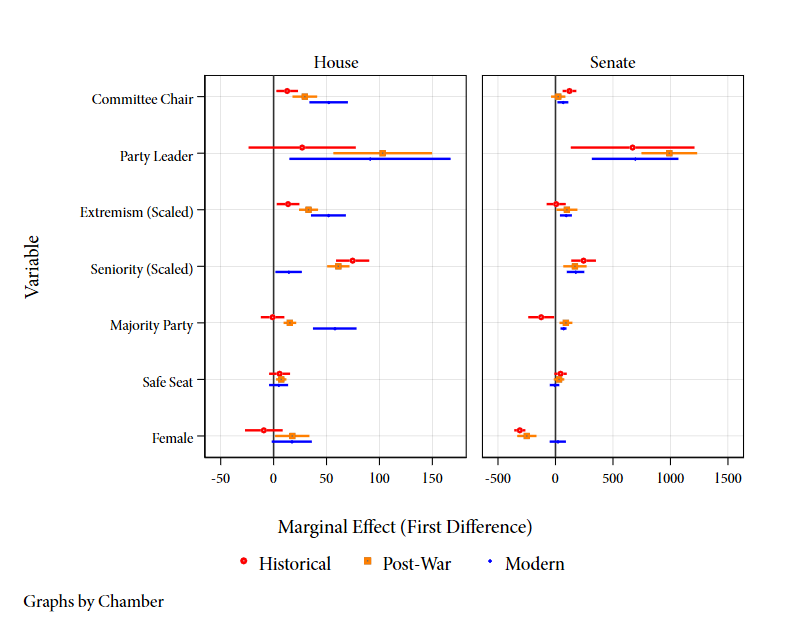 House Senate
Committee Chair
Party Leader
Extremism (Scaled)
Seniority (Scaled)
Majority Party
Safe Seat
Female
Variable
-50 0 50 100 150 -500 0 500 1000 1500
Marginal Effect (First Difference)
Historical Post-War Modern
Graphs by Chamber